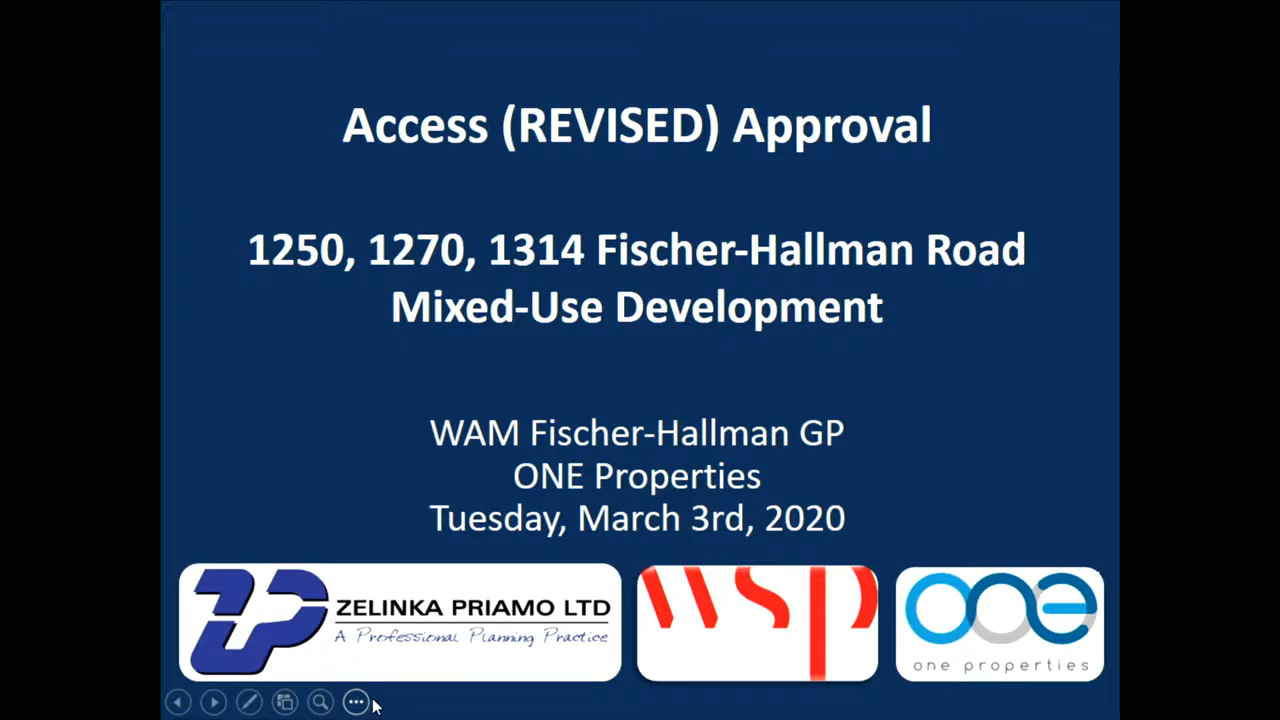 Access (REVISED) Approval
1250, 1270, 1314 Fischer-Hallman Road
Mixed-Use Development
WAM Fischer-Hallman GP
ONE Properties
Tuesday, March 3rd, 2020
ZELINKA PRIAMO LTD
A Professional Planning Practice
wsp
one
one properties